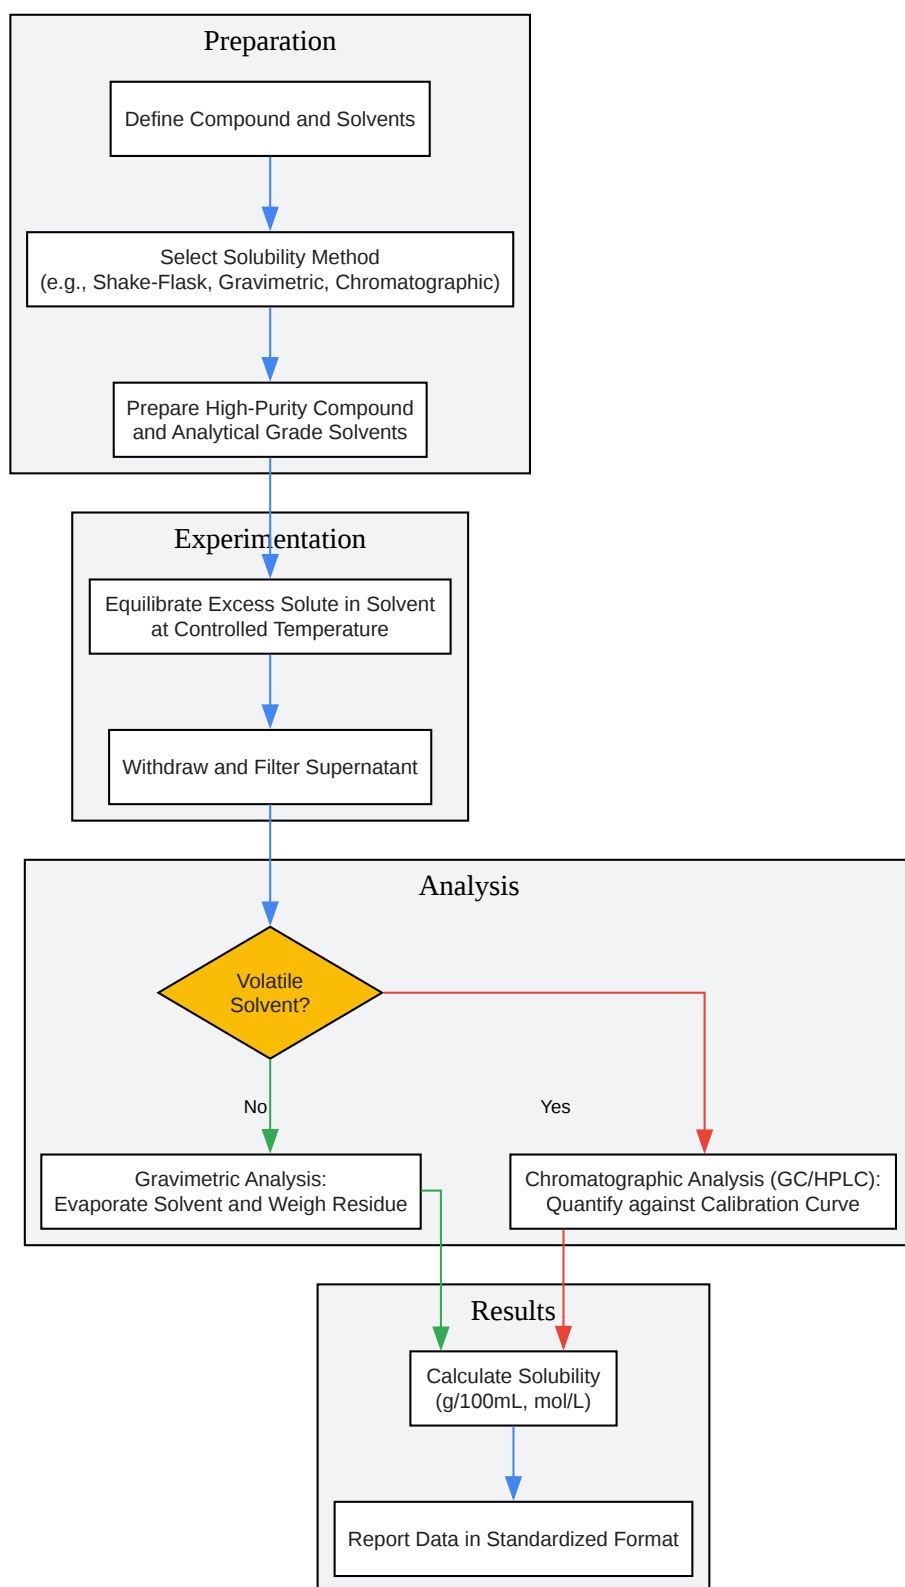 Preparation
Define Compound and Solvents
Select Solubility Method
(e.g., Shake-Flask, Gravimetric, Chromatographic)
Prepare High-Purity Compound
and Analytical Grade Solvents
Experimentation
Equilibrate Excess Solute in Solvent
at Controlled Temperature
Withdraw and Filter Supernatant
Analysis
Volatile
Solvent?
No
Yes
Gravimetric Analysis:
Evaporate Solvent and Weigh Residue
Chromatographic Analysis (GC/HPLC):
Quantify against Calibration Curve
Results
Calculate Solubility
(g/100mL, mol/L)
Report Data in Standardized Format